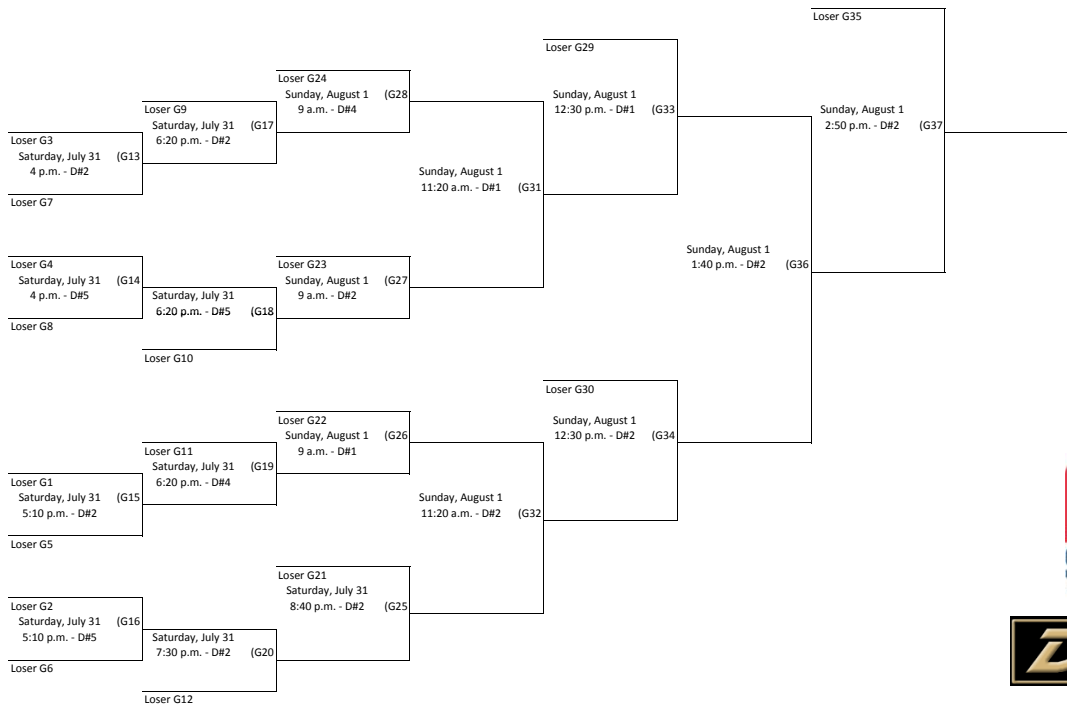 Loser G35
Loser G29
Loser G24
Sunday, August 1 (G28
9 a.m. - D#4
Sunday, August 1
12:30 p.m. - D#1 (G33
Loser G9
Saturday, July 31 (G17
6:20 p.m. - D#2
Sunday, August 1
2:50 p.m. - D#2 (G37
Loser G3
Saturday, July 31 (G13
4 p.m. - D#2
Sunday, August 1
11:20 a.m. - D#1 (G31
Loser G7
Sunday, August 1
1:40 p.m. - D#2 (G36
Loser G4
Saturday, July 31 (G14
4 p.m. - D#5
Loser G23
Sunday, August 1 (G27
9 a.m. - D#2
Saturday, July 31
6:20 p.m. - D#5 (G18
Loser G8
Loser G10
Loser G30
Loser G22
Sunday, August 1 (G26
9 a.m. - D#1
Sunday, August 1
12:30 p.m. - D#2 (G34
Loser G11
Saturday, July 31 (G19
6:20 p.m. - D#4
Loser G1
Saturday, July 31 (G15
5:10 p.m. - D#2
Sunday, August 1
11:20 a.m. - D#2 (G32
Loser G5
Loser G21
Saturday, July 31
8:40 p.m. - D#2 (G25
Loser G2
Saturday, July 31 (G16
5:10 p.m. - D#5
Saturday, July 31
7:30 p.m. - D#2 (G20
Loser G6
Loser G12